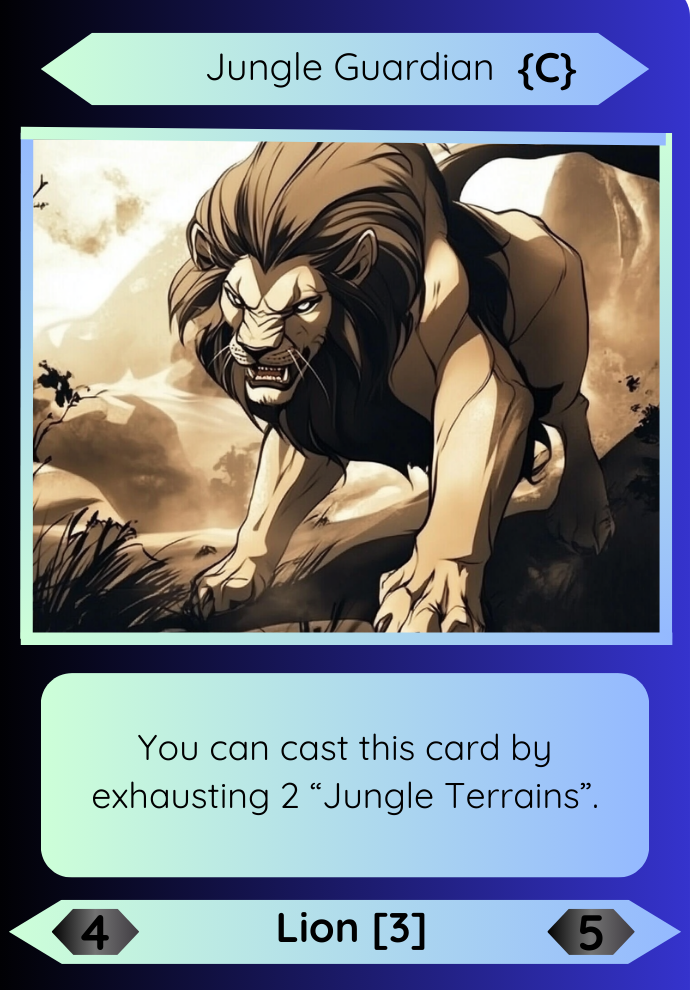 Jungle Guardian {C}
You can cast this card by
exhausting 2 “Jungle Terrains”.
4 Lion [3] 5